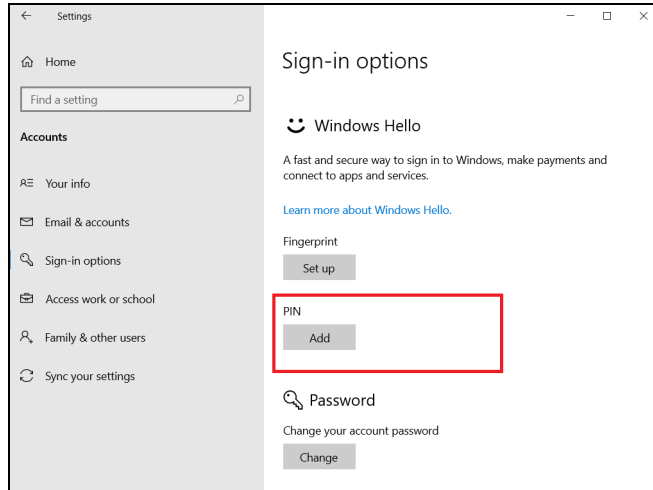 Settings
Home
Find a setting
Accounts
Your info
Email & accounts
Sign-in options
Access work or school
Family & other users
Sync your settings
Sign-in options
Windows Hello
A fast and secure way to sign in to Windows, make payments and
connect to apps and services.
Learn more about Windows Hello.
Fingerprint
Set up
PIN
Add
Password
Change your account password
Change